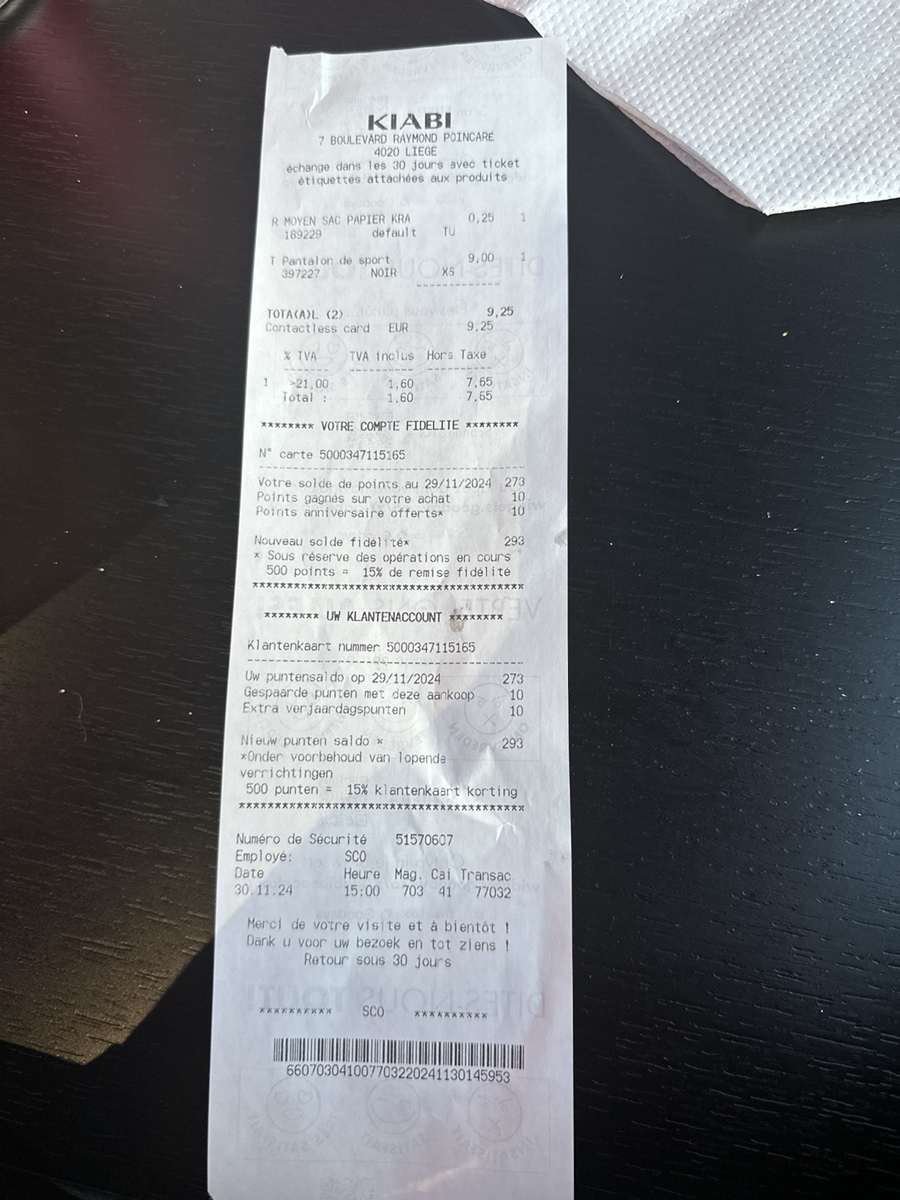 KIABI
7 BOULEVARD RAYMOND POINCARE
4020 LIEGE
échange dans les 30 jours avec ticket
étiquettes attachées aux produits
R MOYEN SAC PAPIER KRA 0,25 1
189229 default TU
T Pantalon de sport 9,00 1
397227 NOIR XS
TOTA(A)L (2) 9,25
Contactless card EUR 9,25
% TVA TVA inclus Hors Taxe
1 >21,00 1,60 7,65
Total : 1,60 7,65
******** VOTRE COMPTE FIDELITE ********
N° carte 5000347115165
Votre solde de points au 29/11/2024 273
Points gagnés sur votre achat 10
Points anniversaire offerts* 10
Nouveau solde fidélité* 293
* Sous réserve des opérations en cours
500 points = 15% de remise fidélité
****************************************
******** UW KLANTENACCOUNT ********
Klantenkaart nummer 5000347115165
Uw puntensaldo op 29/11/2024 273
Gespaarde punten met deze aankoop 10
Extra verjaardagspunten 10
Nieuw punten saldo * 293
*Onder voorbehoud van lopende
verrichtingen
500 punten = 15% klantenkaart korting
****************************************
Numéro de Sécurité 51570607
Employé: SCO
Date Heure Mag. Cai Transac
30.11.24 15:00 703 41 77032
Merci de votre visite et à bientôt !
Dank u voor uw bezoek en tot ziens !
Retour sous 30 jours
********** SCO **********
66070304100770322024113014595​3